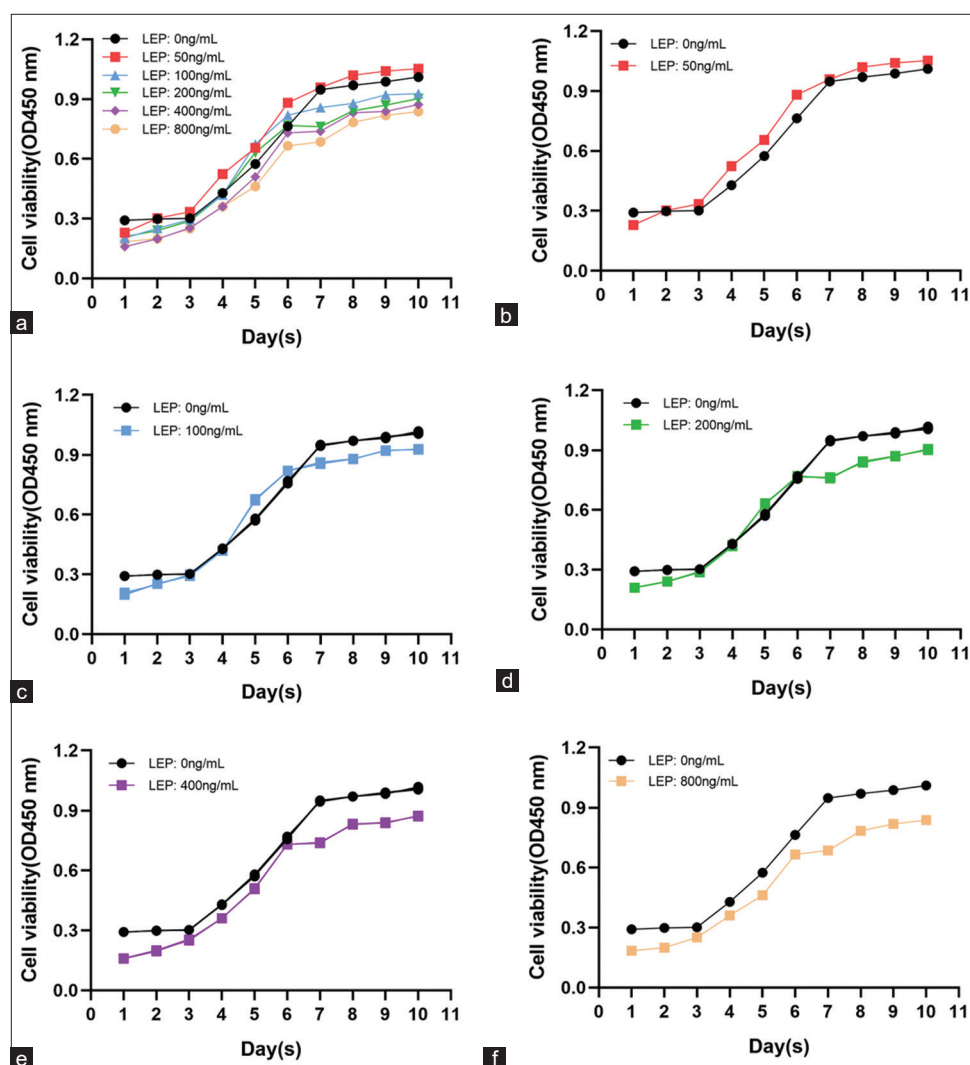 1.2
0.9
0.6
0.3
0.0
Cell viability(OD450 nm)
LEP: 0ng/mL
LEP: 50ng/mL
LEP: 100ng/mL
LEP: 200ng/mL
LEP: 400ng/mL
LEP: 800ng/mL
0 1 2 3 4 5 6 7 8 9 10 11
Day(s)
a
1.2
0.9
0.6
0.3
0.0
Cell viability(OD450 nm)
LEP: 0ng/mL
LEP: 50ng/mL
0 1 2 3 4 5 6 7 8 9 10 11
Day(s)
b
1.2
0.9
0.6
0.3
0.0
Cell viability(OD450 nm)
LEP: 0ng/mL
LEP: 100ng/mL
0 1 2 3 4 5 6 7 8 9 10 11
Day(s)
c
1.2
0.9
0.6
0.3
0.0
Cell viability(OD450 nm)
LEP: 0ng/mL
LEP: 200ng/mL
0 1 2 3 4 5 6 7 8 9 10 11
Day(s)
d
1.2
0.9
0.6
0.3
0.0
Cell viability(OD450 nm)
LEP: 0ng/mL
LEP: 400ng/mL
0 1 2 3 4 5 6 7 8 9 10 11
Day(s)
e
1.2
0.9
0.6
0.3
0.0
Cell viability(OD450 nm)
LEP: 0ng/mL
LEP: 800ng/mL
0 1 2 3 4 5 6 7 8 9 10 11
Day(s)
f